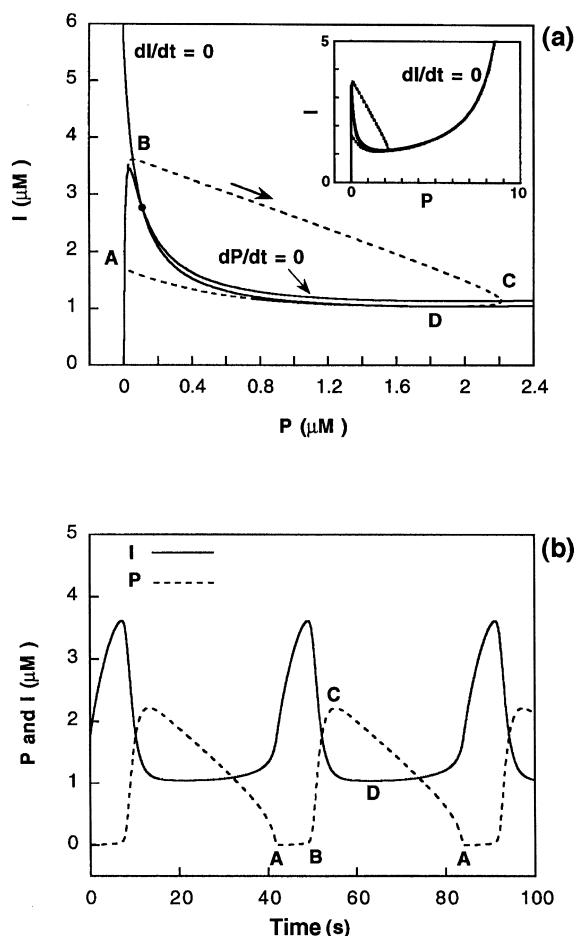 (a)
6
5
4
3
2
1
0
I (μM)
dI/dt = 0
B
A
dP/dt = 0
C
D
0
0.4
0.8
1.2
1.6
2
2.4
P (μM)
5
0
I
dI/dt = 0
0
P
10
(b)
5
4
3
2
1
0
P and I (μM)
I
P
C
D
A
B
A
0
20
40
60
80
100
Time (s)